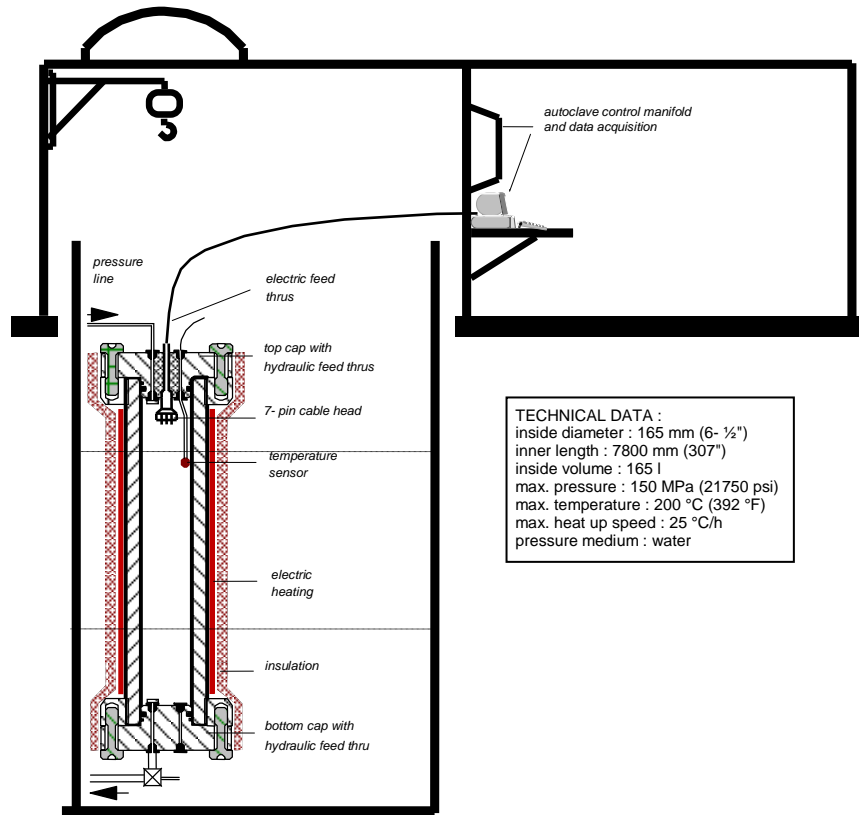 autoclave control manifold
and data acquisition
pressure
line
electric feed
thrus
top cap with
hydraulic feed thrus
7- pin cable head
temperature
sensor
electric
heating
insulation
bottom cap with
hydraulic feed thru
TECHNICAL DATA :
inside diameter : 165 mm (6- ½")
inner length : 7800 mm (307")
inside volume : 165 l
max. pressure : 150 MPa (21750 psi)
max. temperature : 200 °C (392 °F)
max. heat up speed : 25 °C/h
pressure medium : water